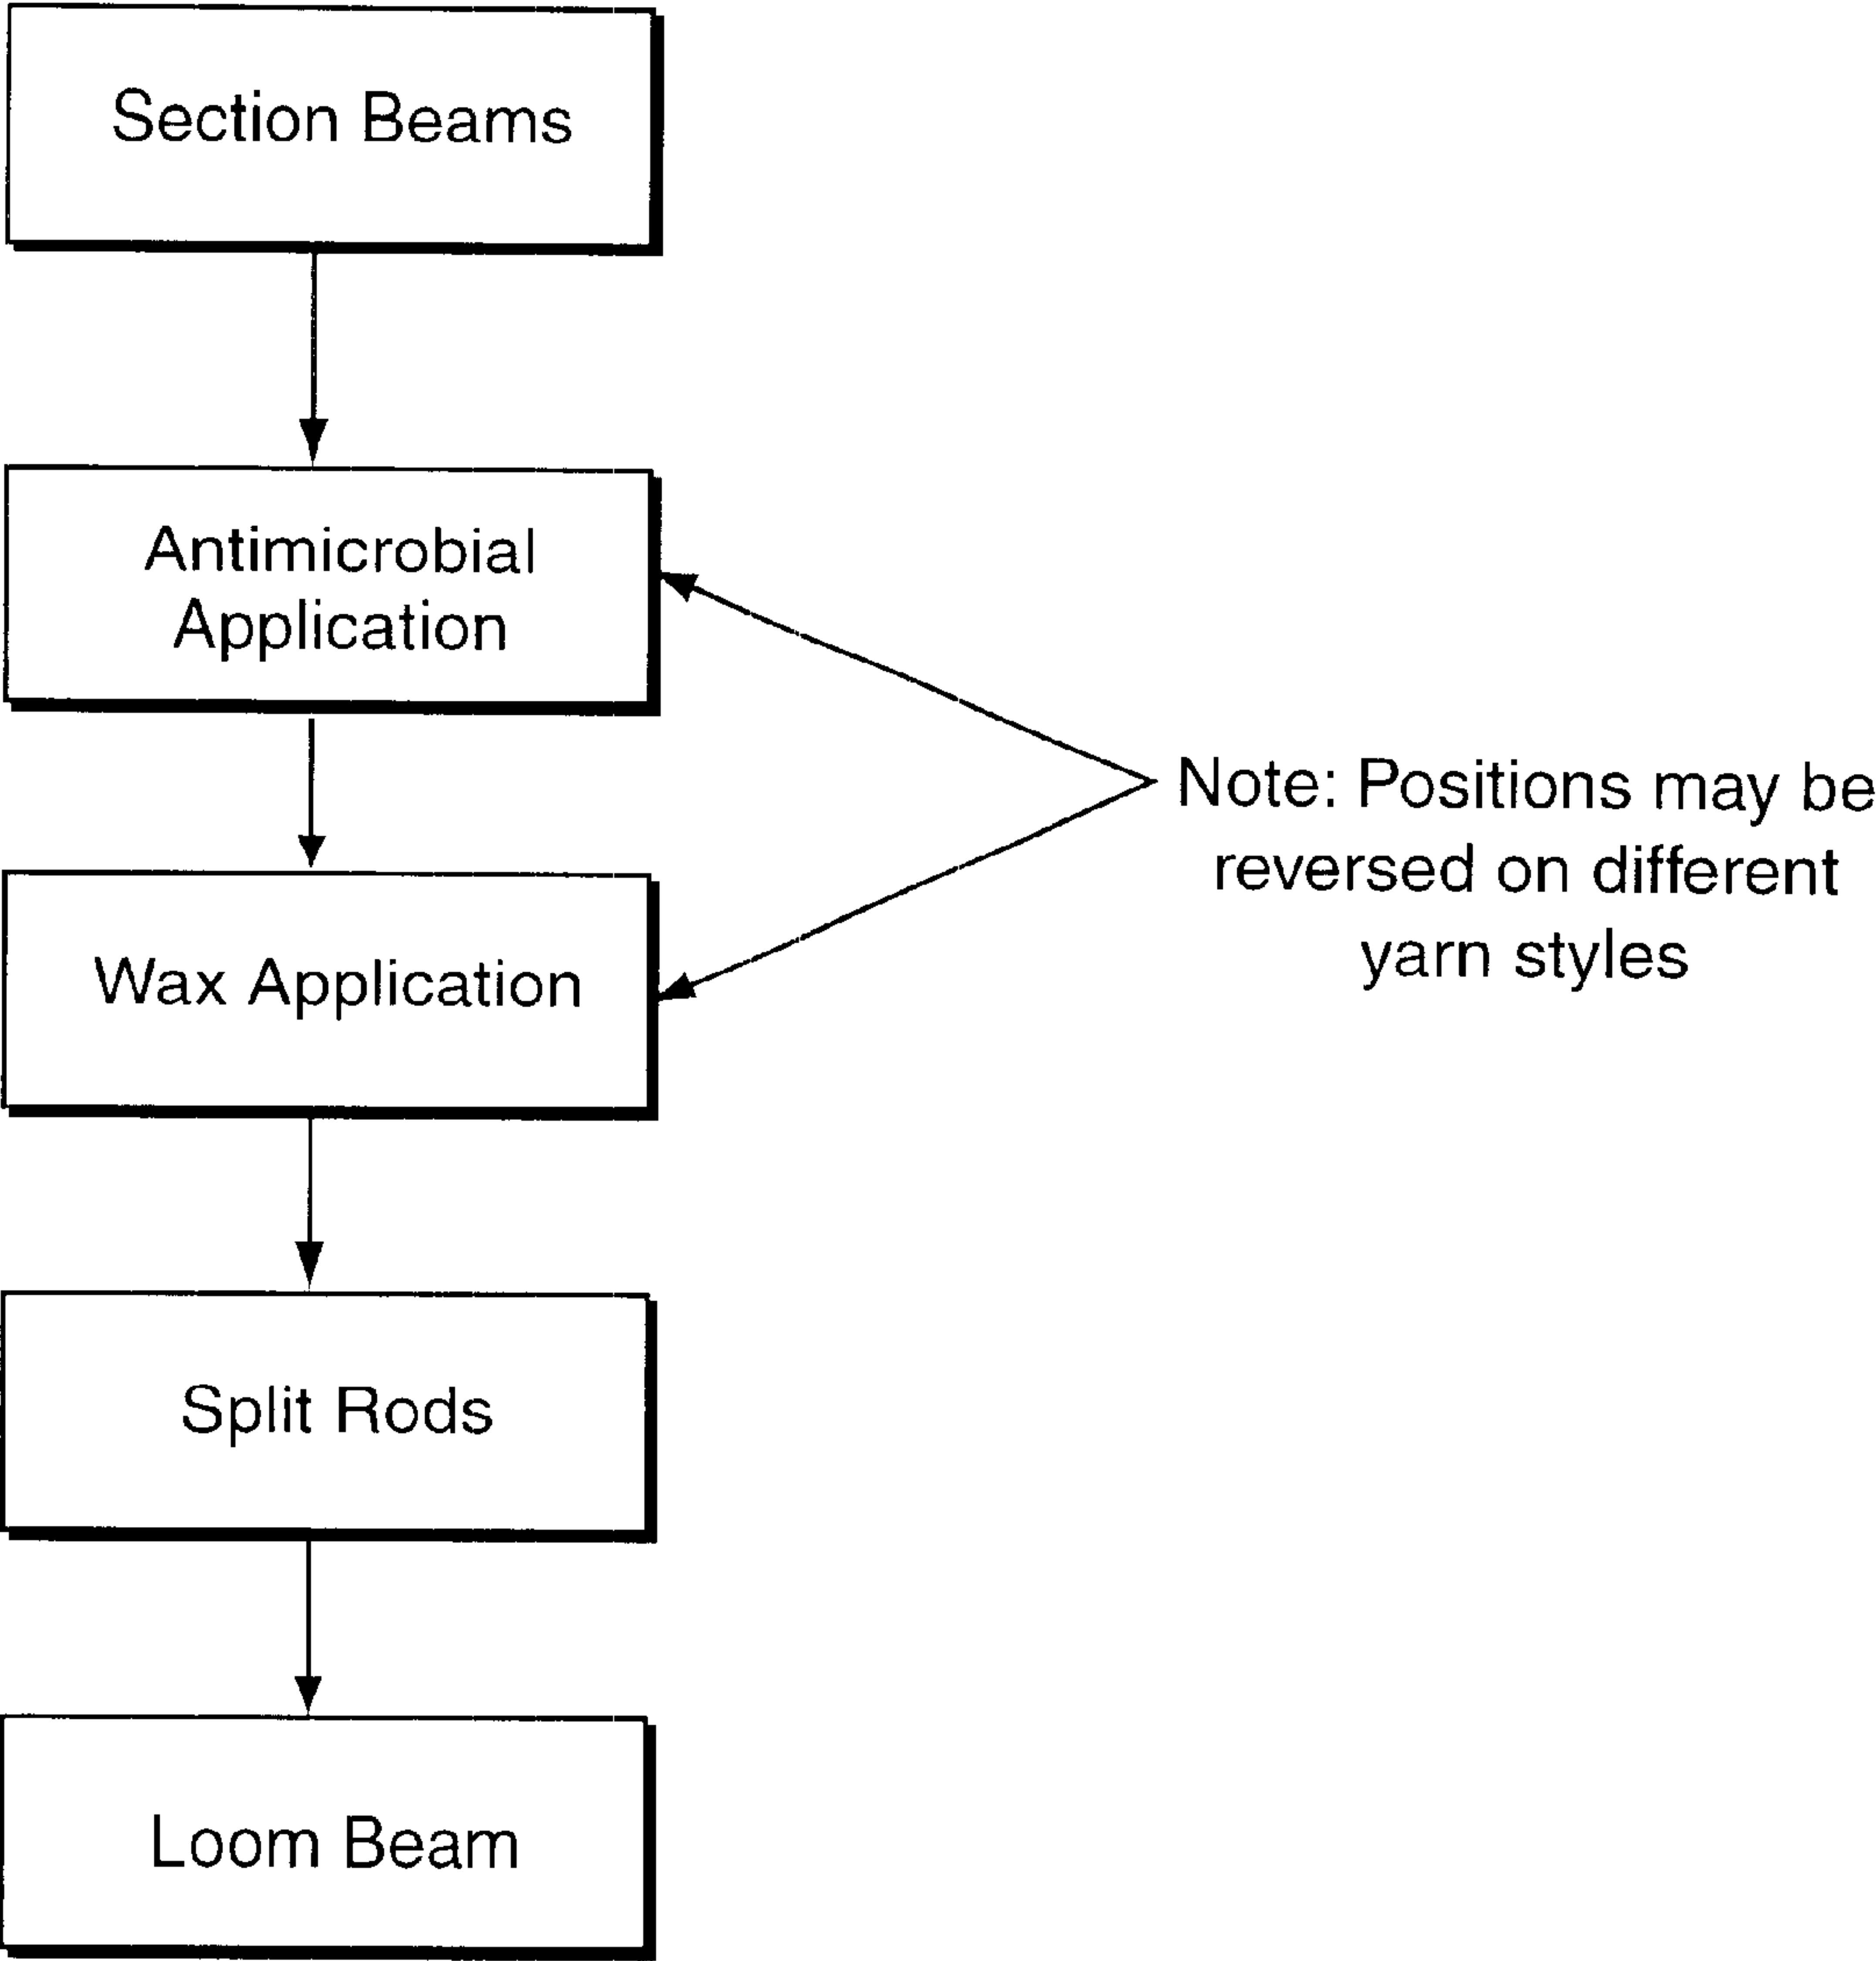 Section Beams
Antimicrobial
Application
Note: Positions may be
reversed on different
yarn styles
Wax Application
Split Rods
Loom Beam